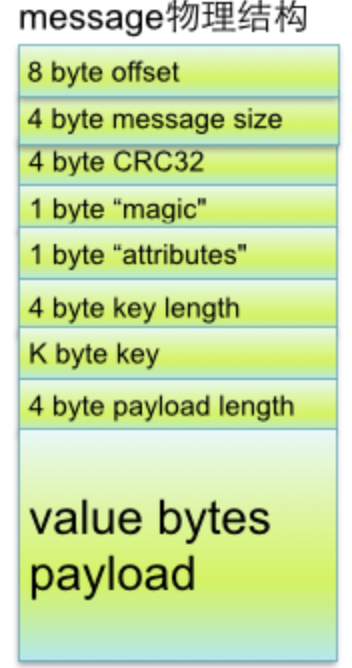 message物理结构
8 byte offset
4 byte message size
4 byte CRC32
1 byte “magic"
1 byte “attributes"
4 byte key length
K byte key
4 byte payload length
value bytes
payload